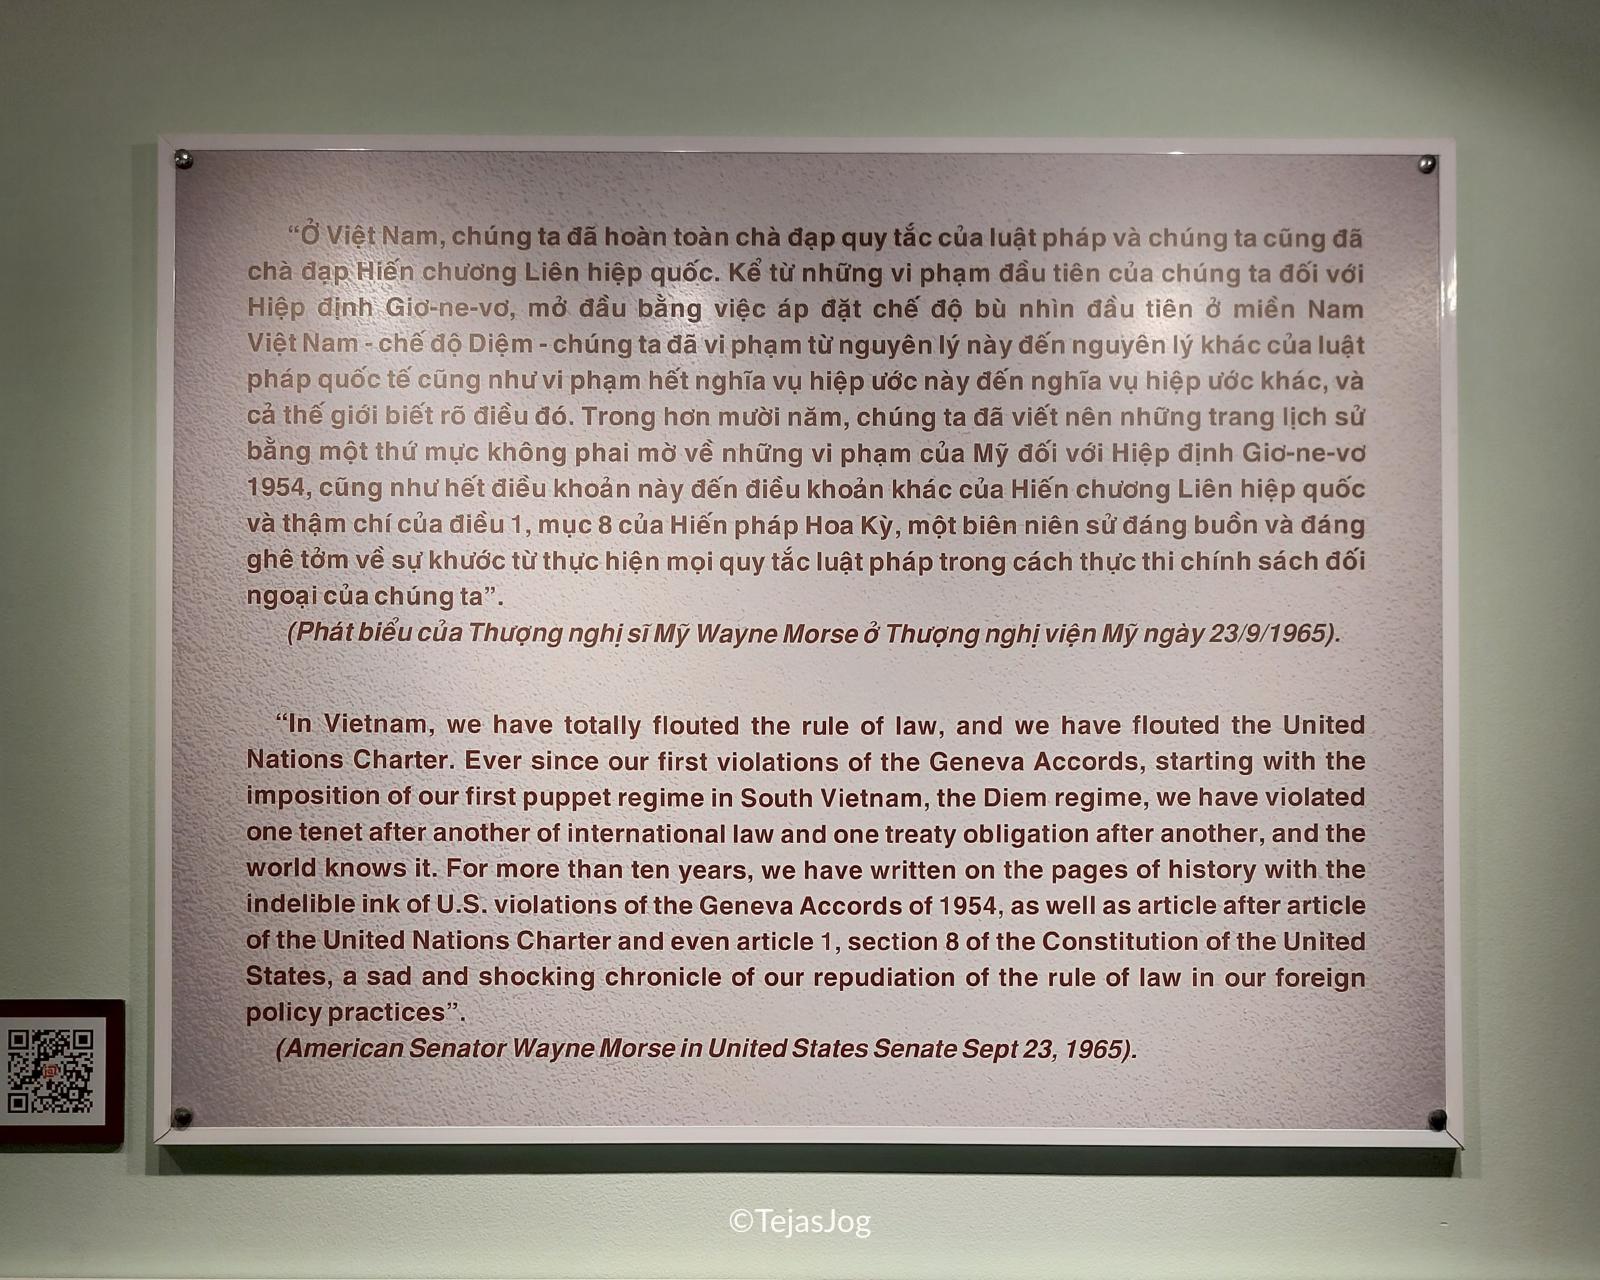 “Ở Việt Nam, chúng ta đã hoàn toàn chà đạp quy tắc của luật pháp và chúng ta cũng đã
chà đạp Hiến chương Liên hiệp quốc. Kể từ những vi phạm đầu tiên của chúng ta đối với
Hiệp định Giơ-ne-vơ, mở đầu bằng việc áp đặt chế độ bù nhìn đầu tiên ở miền Nam
Việt Nam - chế độ Diệm - chúng ta đã vi phạm từ nguyên lý này đến nguyên lý khác của luật
pháp quốc tế cũng như vi phạm hết nghĩa vụ hiệp ước này đến nghĩa vụ hiệp ước khác, và
cả thế giới biết rõ điều đó. Trong hơn mười năm, chúng ta đã viết nên những trang lịch sử
bằng một thứ mực không phai mờ về những vi phạm của Mỹ đối với Hiệp định Giơ-ne-vơ
1954, cũng như hết điều khoản này đến điều khoản khác của Hiến chương Liên hiệp quốc
và thậm chí của điều 1, mục 8 của Hiến pháp Hoa Kỳ, một biên niên sử đáng buồn và đáng
ghê tởm về sự khước từ thực hiện mọi quy tắc luật pháp trong cách thực thi chính sách đối
ngoại của chúng ta”.
(Phát biểu của Thượng nghị sĩ Mỹ Wayne Morse ở Thượng nghị viện Mỹ ngày 23/9/1965).
“In Vietnam, we have totally flouted the rule of law, and we have flouted the United
Nations Charter. Ever since our first violations of the Geneva Accords, starting with the
imposition of our first puppet regime in South Vietnam, the Diem regime, we have violated
one tenet after another of international law and one treaty obligation after another, and the
world knows it. For more than ten years, we have written on the pages of history with the
indelible ink of U.S. violations of the Geneva Accords of 1954, as well as article after article
of the United Nations Charter and even article 1, section 8 of the Constitution of the United
States, a sad and shocking chronicle of our repudiation of the rule of law in our foreign
policy practices”.
(American Senator Wayne Morse in United States Senate Sept 23, 1965).
©TejasJog